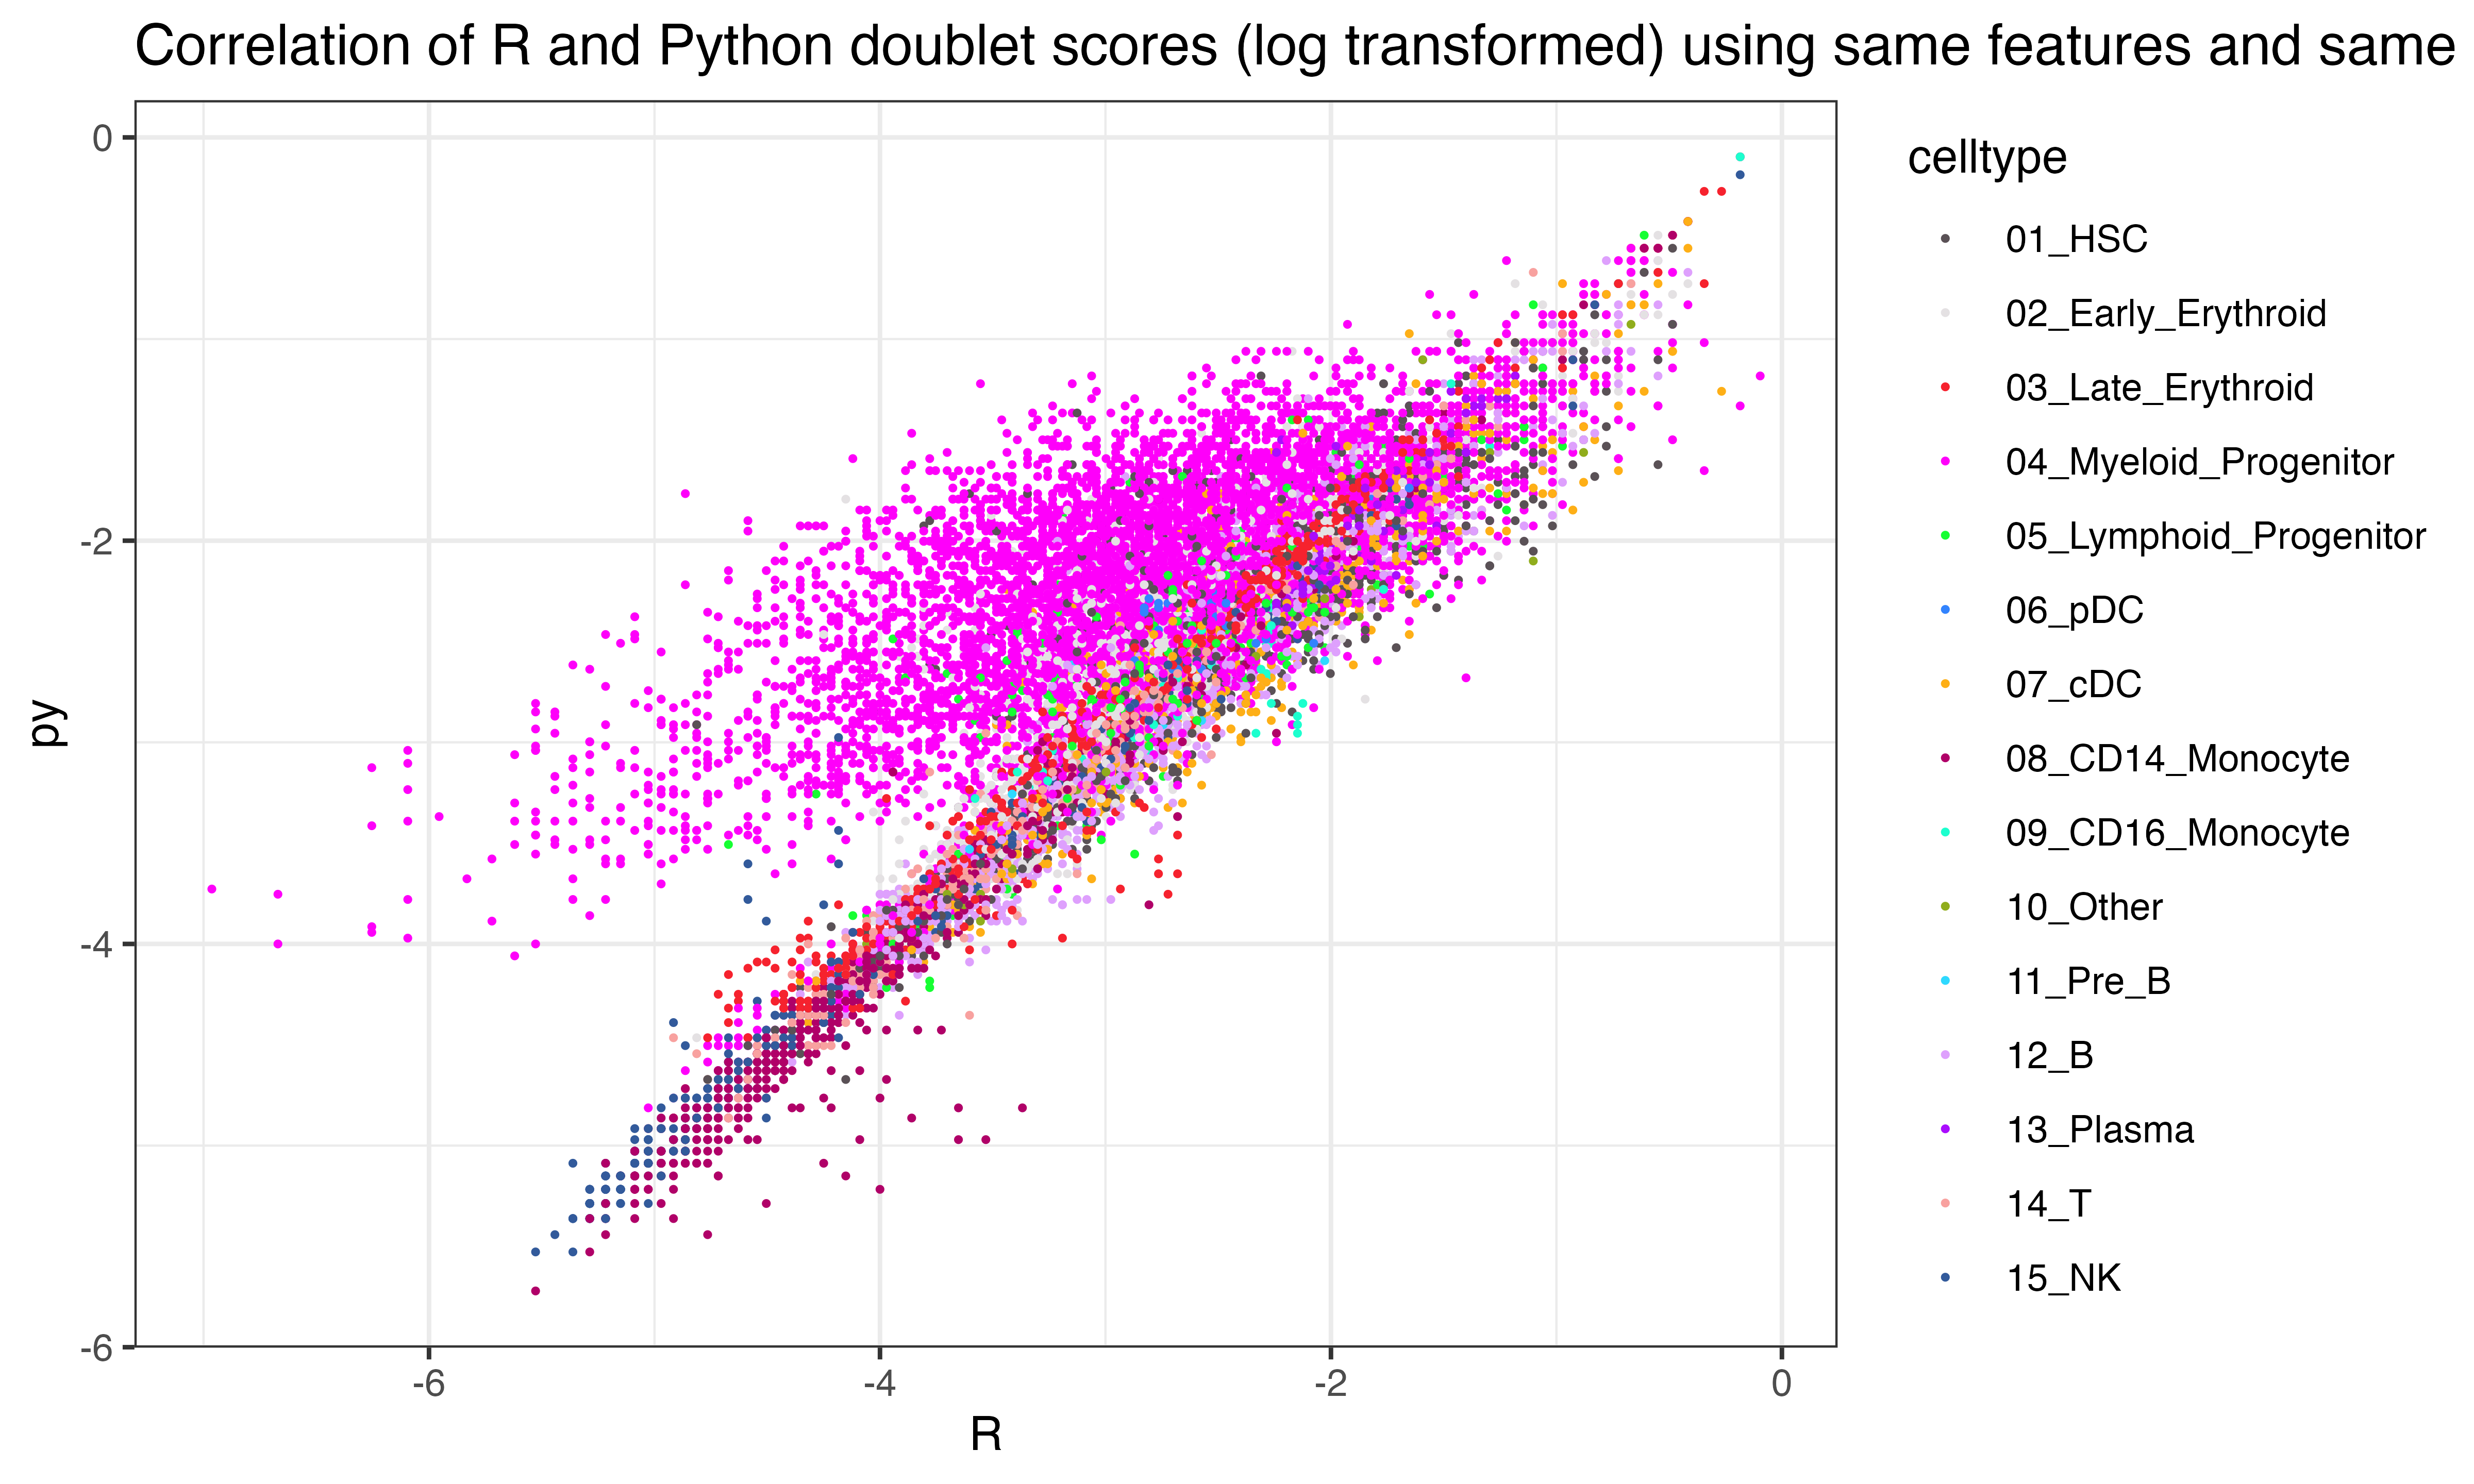 Correlation of R and Python doublet scores (log transformed) using same features and same
0
-2
-4
-6
py
-6
-4
-2
0
R
celltype
01_HSC
02_Early_Erythroid
03_Late_Erythroid
04_Myeloid_Progenitor
05_Lymphoid_Progenitor
06_pDC
07_cDC
08_CD14_Monocyte
09_CD16_Monocyte
10_Other
11_Pre_B
12_B
13_Plasma
14_T
15_NK